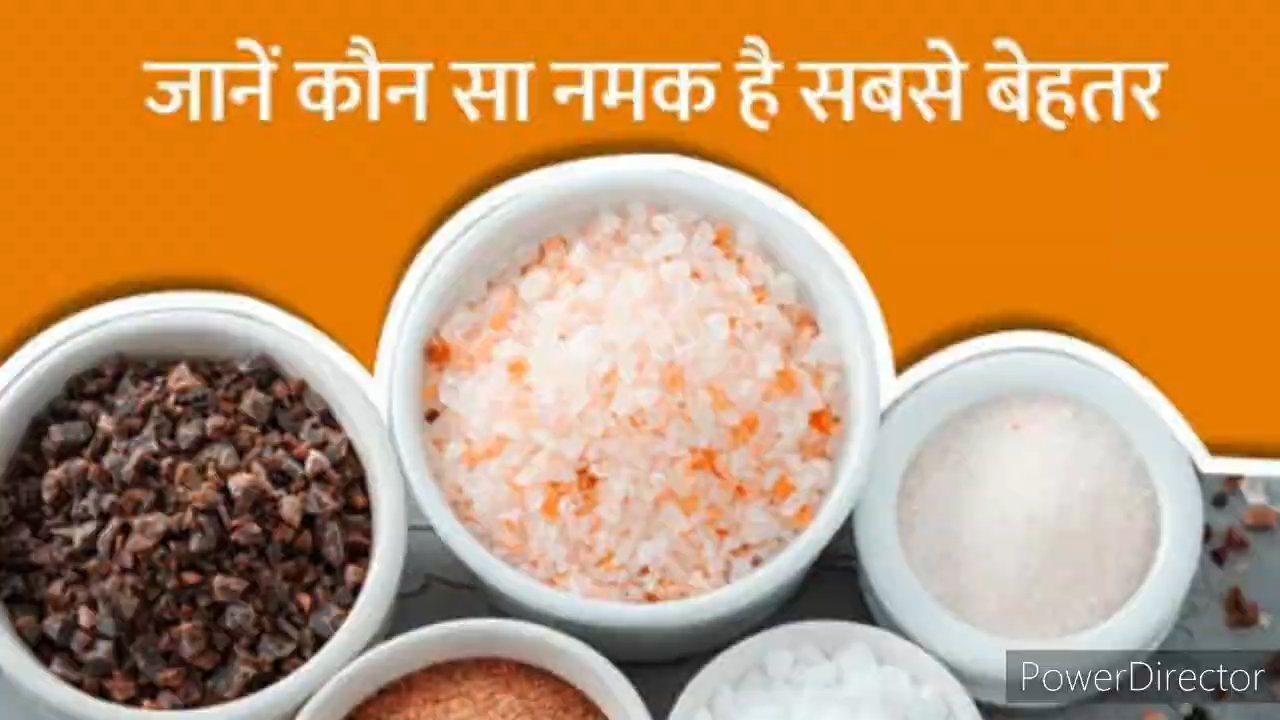 जानें कौन सा नमक है सबसे बेहतर
PowerDirector